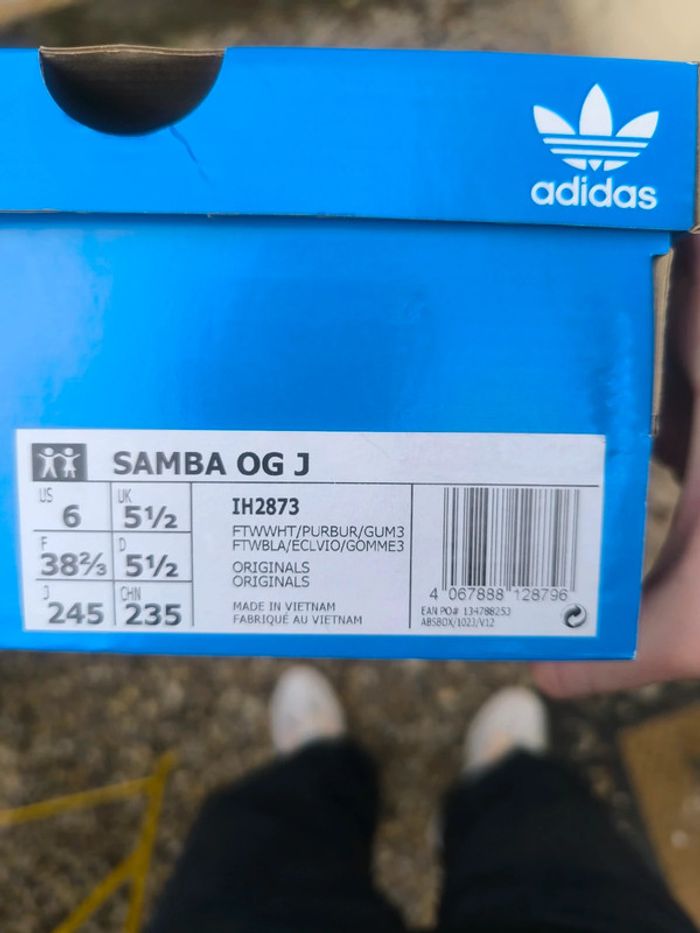 adidas
SAMBA OG J
US
6
UK
5½
F
38⅔
D
5½
J
245
CHN
235
IH2873
FTWWHT/PURBUR/GUM3
FTWBLA/ECLVIO/GOMME3
ORIGINALS
ORIGINALS
MADE IN VIETNAM
FABRIQUÉ AU VIETNAM
4 067888 128796
EAN PO# 134788253
ABSBOX/1023/V12